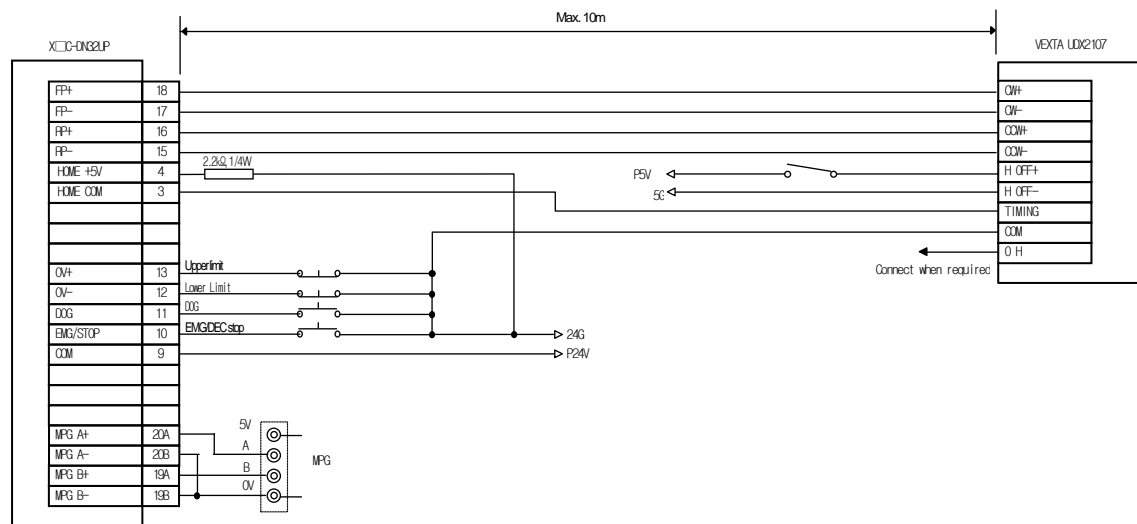 Max. 10m
X□C-DN32UP
VEXTA UDX2107
FP+ 18 CW+
FP- 17 CW-
RP+ 16 CCW+
RP- 15 CCW-
HOME +5V 4 2.2kΩ 1/4W P5V H OFF+
HOME COM 3 5G H OFF-
TIMING
COM
O H
Connect when required
OV+ 13 Upperlimit
OV- 12 Lower Limit
DOG 11 DOG
EMG/STOP 10 EMG/DEC stop 24G
COM 9 P24V
5V
MPG A+ 20A A
MPG A- 20B MPG
MPG B+ 19A B
MPG B- 19B 0V